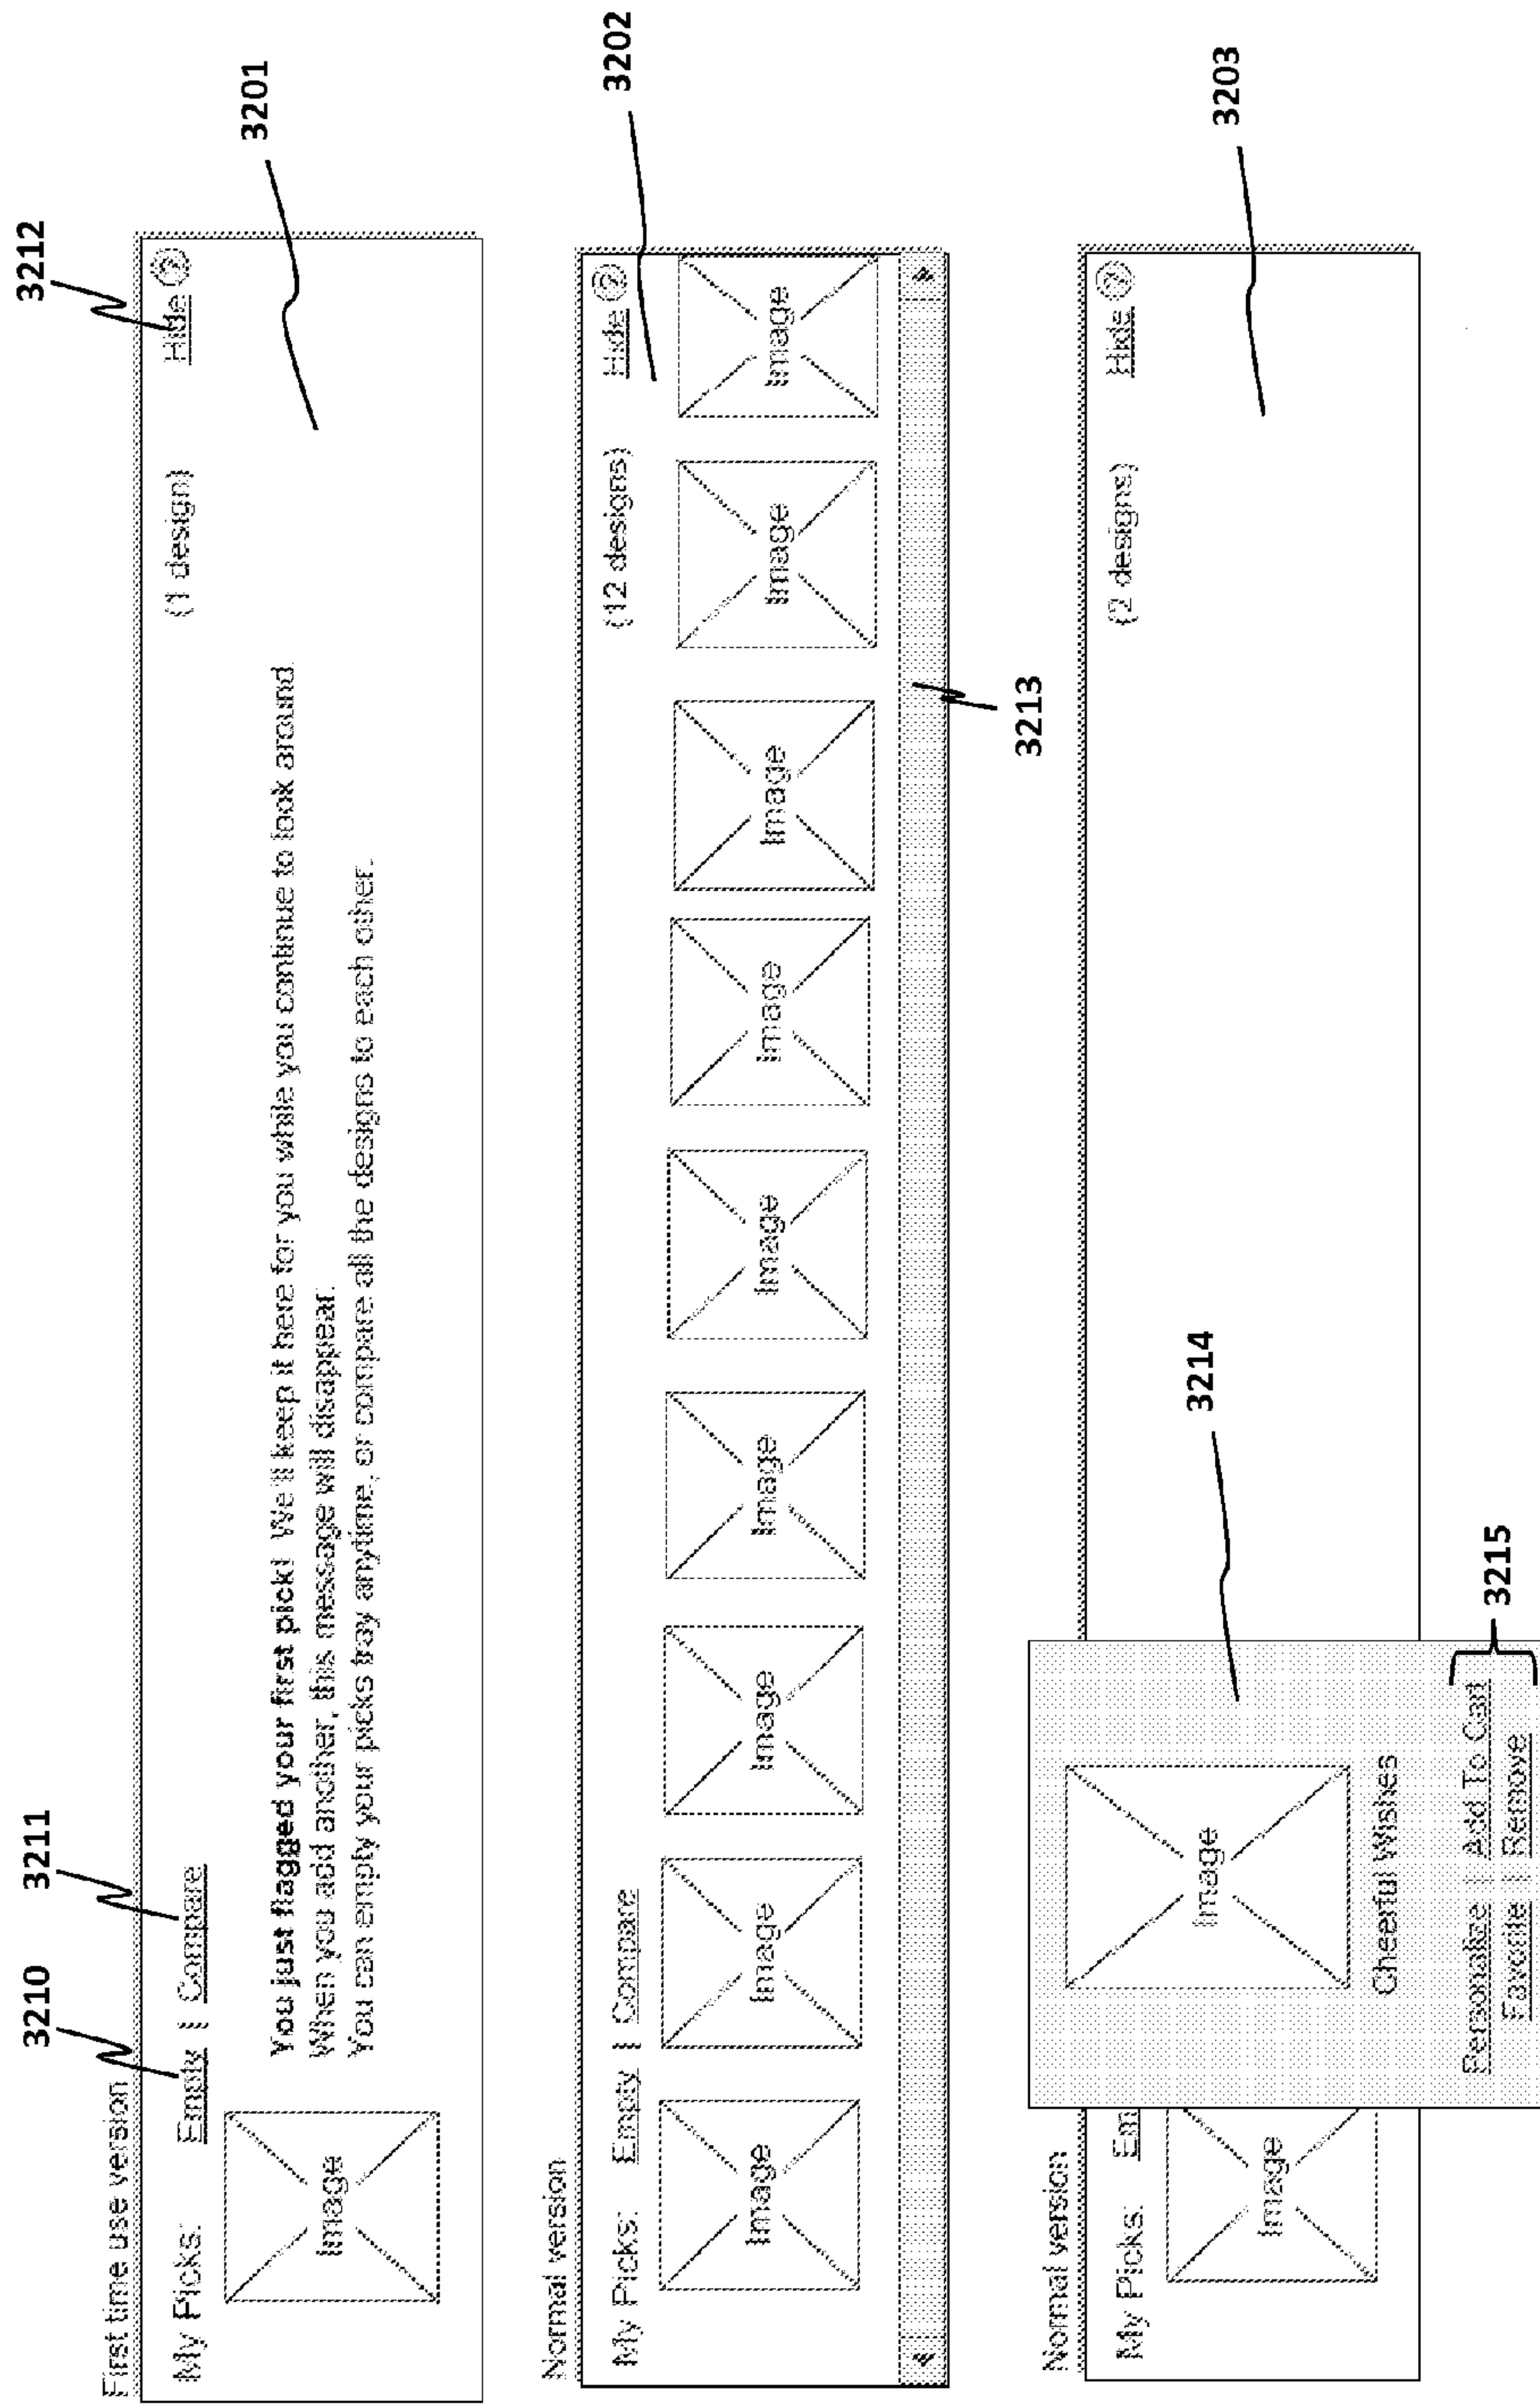 3210
3211
3212
First time use version
My Picks: Empty | Compare (1 design) Hide ?
Image
You just flagged your first pick! We'll keep it here for you while you continue to look around.
When you add another, this message will disappear.
You can empty your picks tray anytime, or compare all the designs to each other.
3201
Normal version
My Picks: Empty | Compare (12 designs) Hide ?
3202
Image Image Image Image Image Image Image Image Image
3213
Normal version
My Picks: Em (2 designs) Hide ?
3203
Image
Image
3214
Cheerful Wishes
Personalize | Add To Cart
Favorite | Remove
3215